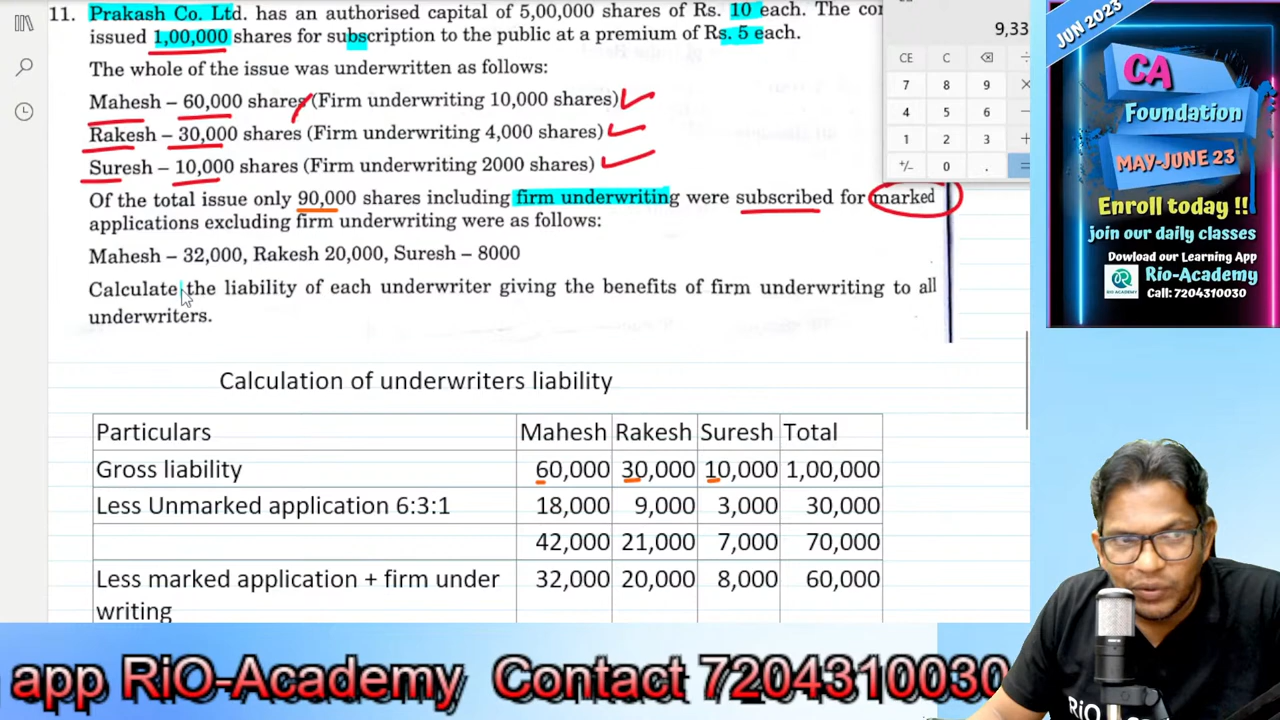 11. Prakash Co. Ltd. has an authorised capital of 5,00,000 shares of Rs. 10 each. The
issued 1,00,000 shares for subscription to the public at a premium of Rs. 5 each.
The whole of the issue was underwritten as follows:
Mahesh – 60,000 shares (Firm underwriting 10,000 shares)
Rakesh – 30,000 shares (Firm underwriting 4,000 shares)
Suresh – 10,000 shares (Firm underwriting 2000 shares)
Of the total issue only 90,000 shares including firm underwriting were subscribed for marked
applications excluding firm underwriting were as follows:
Mahesh – 32,000, Rakesh 20,000, Suresh – 8000
Calculate the liability of each underwriter giving the benefits of firm underwriting to all
underwriters.
Calculation of underwriters liability
Particulars Mahesh Rakesh Suresh Total
Gross liability 60,000 30,000 10,000 1,00,000
Less Unmarked application 6:3:1 18,000 9,000 3,000 30,000
42,000 21,000 7,000 70,000
Less marked application + firm under 32,000 20,000 8,000 60,000
writing
9,33
CE C ⌫ ÷
7 8 9 ×
4 5 6 −
1 2 3 +
+/− 0 . =
JUN 2023
CA
Foundation
MAY-JUNE 23
Enroll today !!
join our daily classes
Dowload our Learning App
Rio-Academy
Call: 7204310030
RIO ACADEMY
RiO
app RiO-Academy Contact 7204310030